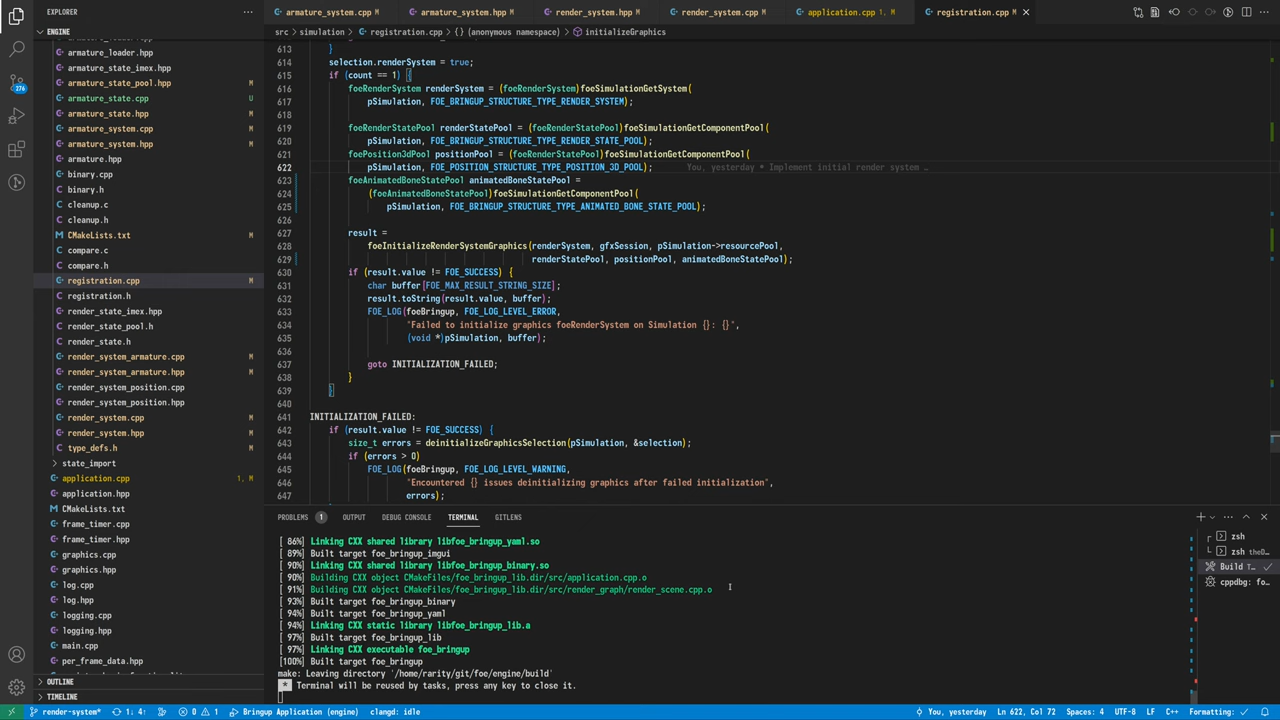 EXPLORER
ENGINE
armature_loader.hpp
armature_state_imex.hpp
armature_state_pool.hpp M
armature_state.cpp U
armature_state.hpp M
armature_system.cpp M
armature_system.hpp M
armature.hpp
binary.cpp
binary.h
cleanup.c
cleanup.h
CMakeLists.txt M
compare.c
compare.h
registration.cpp M
registration.h
render_state_imex.hpp
render_state_pool.h
render_state.h
render_system_armature.cpp M
render_system_armature.hpp M
render_system_position.cpp
render_system_position.hpp
render_system.cpp M
render_system.hpp M
type_defs.h M
state_import
application.cpp 1, M
application.hpp
CMakeLists.txt
frame_timer.cpp
frame_timer.hpp
graphics.cpp
graphics.hpp
log.cpp
log.hpp
logging.cpp
logging.hpp
main.cpp
per_frame_data.hpp
OUTLINE
TIMELINE
276
armature_system.cpp M armature_system.hpp M render_system.hpp M render_system.cpp M application.cpp 1, M registration.cpp M
src > simulation > registration.cpp > {} (anonymous namespace) > initializeGraphics
613 }
614 selection.renderSystem = true;
615 if (count == 1) {
616 foeRenderSystem renderSystem = (foeRenderSystem)foeSimulationGetSystem(
617 pSimulation, FOE_BRINGUP_STRUCTURE_TYPE_RENDER_SYSTEM);
618
619 foeRenderStatePool renderStatePool = (foeRenderStatePool)foeSimulationGetComponentPool(
620 pSimulation, FOE_BRINGUP_STRUCTURE_TYPE_RENDER_STATE_POOL);
621 foePosition3dPool positionPool = (foeRenderStatePool)foeSimulationGetComponentPool(
622 pSimulation, FOE_POSITION_STRUCTURE_TYPE_POSITION_3D_POOL); You, yesterday * Implement initial render system …
623 foeAnimatedBoneStatePool animatedBoneStatePool =
624 (foeAnimatedBoneStatePool)foeSimulationGetComponentPool(
625 pSimulation, FOE_BRINGUP_STRUCTURE_TYPE_ANIMATED_BONE_STATE_POOL);
626
627 result =
628 foeInitializeRenderSystemGraphics(renderSystem, gfxSession, pSimulation->resourcePool,
629 renderStatePool, positionPool, animatedBoneStatePool);
630 if (result.value != FOE_SUCCESS) {
631 char buffer[FOE_MAX_RESULT_STRING_SIZE];
632 result.toString(result.value, buffer);
633 FOE_LOG(foeBringup, FOE_LOG_LEVEL_ERROR,
634 "Failed to initialize graphics foeRenderSystem on Simulation {}: {}",
635 (void *)pSimulation, buffer);
636
637 goto INITIALIZATION_FAILED;
638 }
639 }
640
641 INITIALIZATION_FAILED:
642 if (result.value != FOE_SUCCESS) {
643 size_t errors = deinitializeGraphicsSelection(pSimulation, &selection);
644 if (errors > 0)
645 FOE_LOG(foeBringup, FOE_LOG_LEVEL_WARNING,
646 "Encountered {} issues deinitializing graphics after failed initialization",
647 errors);
PROBLEMS 1 OUTPUT DEBUG CONSOLE TERMINAL GITLENS
[ 86%] Linking CXX shared library libfoe_bringup_yaml.so
[ 89%] Built target foe_bringup_imgui
[ 90%] Linking CXX shared library libfoe_bringup_binary.so
[ 90%] Building CXX object CMakeFiles/foe_bringup_lib.dir/src/application.cpp.o
[ 91%] Building CXX object CMakeFiles/foe_bringup_lib.dir/src/render_graph/render_scene.cpp.o
[ 93%] Built target foe_bringup_binary
[ 94%] Built target foe_bringup_yaml
[ 94%] Linking CXX static library libfoe_bringup_lib.a
[ 97%] Built target foe_bringup_lib
[ 97%] Linking CXX executable foe_bringup
[100%] Built target foe_bringup
make: Leaving directory '/home/rarity/git/foe/engine/build'
* Terminal will be reused by tasks, press any key to close it.
zsh
zsh theDo…
Build T…
cppdbg: fo…
render-system* 1↓ 4↑ 0 1 Bringup Application (engine) clangd: idle You, yesterday Ln 622, Col 72 Spaces: 4 UTF-8 LF C++ Formatting: ✓